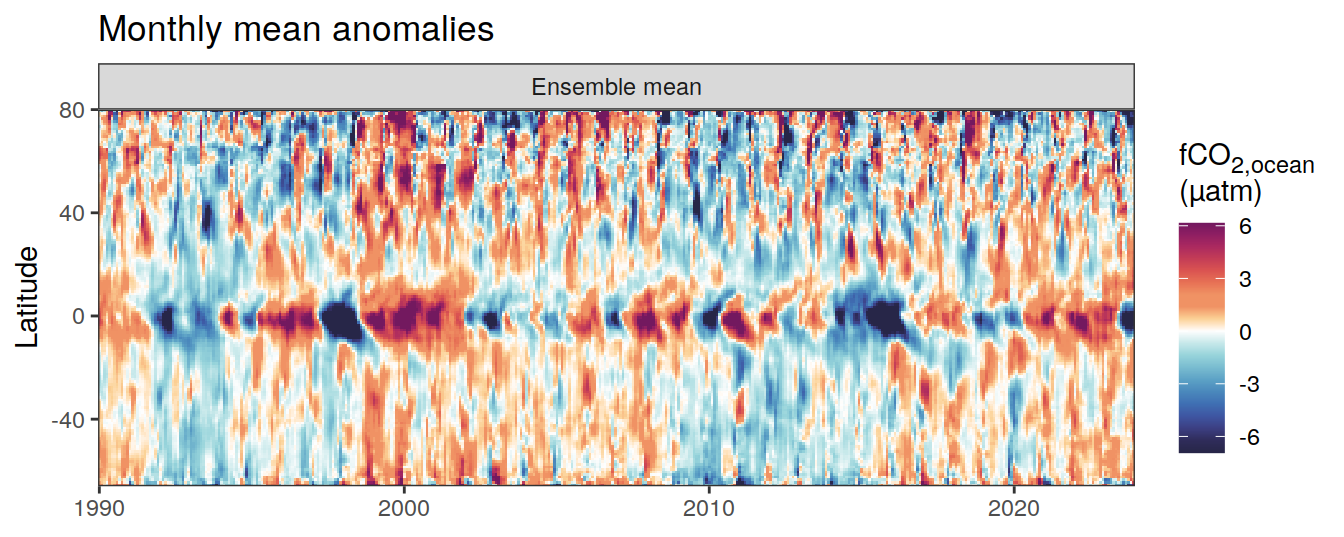 Monthly mean anomalies
Ensemble mean
80
40
0
-40
Latitude
1990
2000
2010
2020
fCO2,ocean
(µatm)
6
3
0
-3
-6